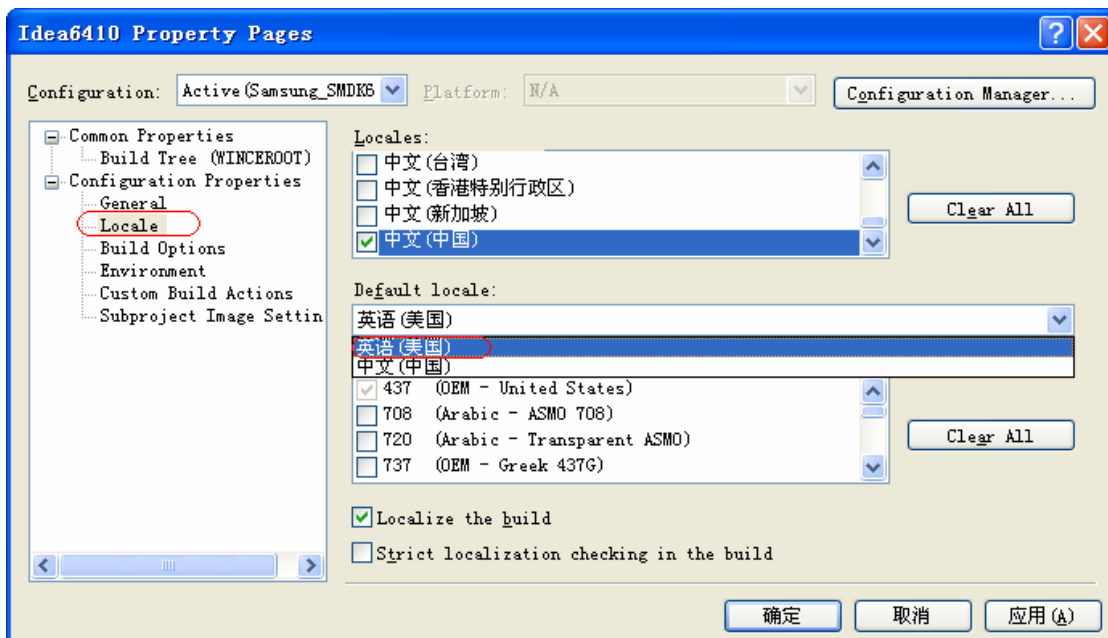 Idea6410 Property Pages
Configuration: Active(Samsung_SMDK6 Platform: N/A Configuration Manager...
Common Properties
Build Tree (WINCEROOT)
Configuration Properties
General
Locale
Build Options
Environment
Custom Build Actions
Subproject Image Settin
Locales:
中文(台湾)
中文(香港特别行政区)
中文(新加坡)
中文(中国)
Clear All
Default locale:
英语(美国)
英语(美国)
中文(中国)
437 (OEM - United States)
708 (Arabic - ASMO 708)
720 (Arabic - Transparent ASMO)
737 (OEM - Greek 437G)
Clear All
Localize the build
Strict localization checking in the build
确定 取消 应用(A)